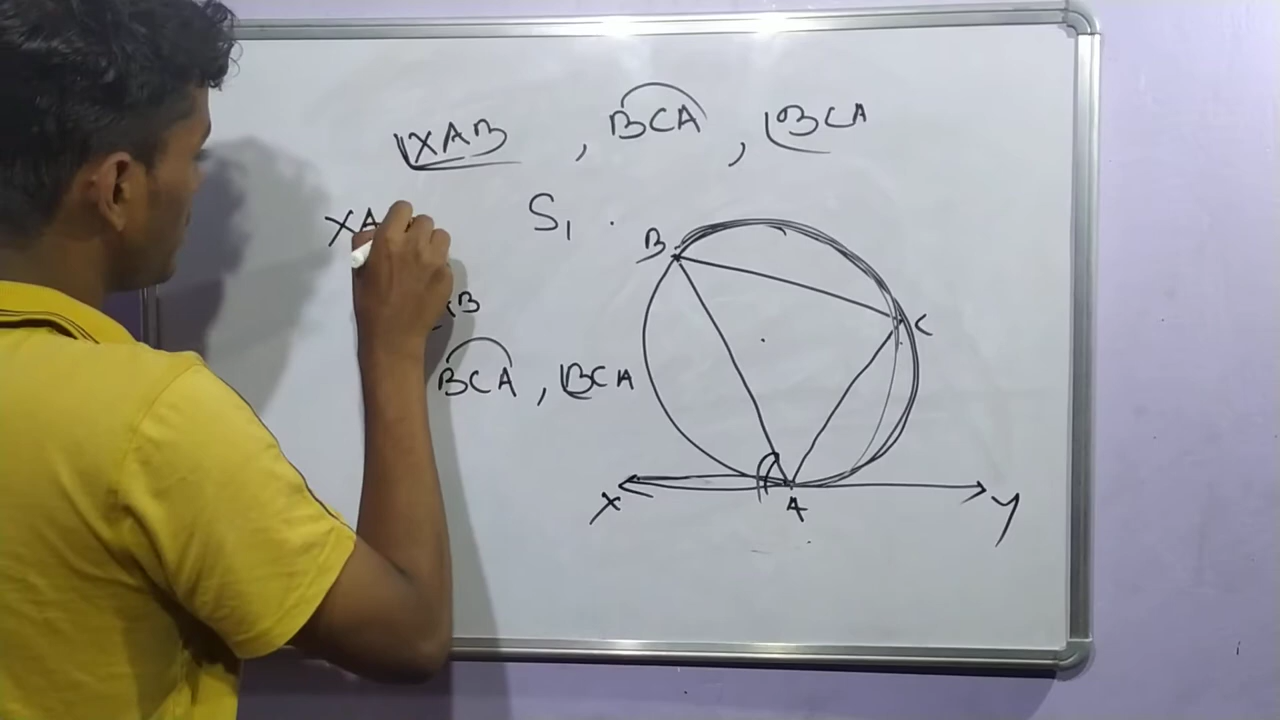 ∠XAB , BCA , ∠BCA
S₁ .
XA
B
BCA , ∠BCA
B
C
X
A
Y